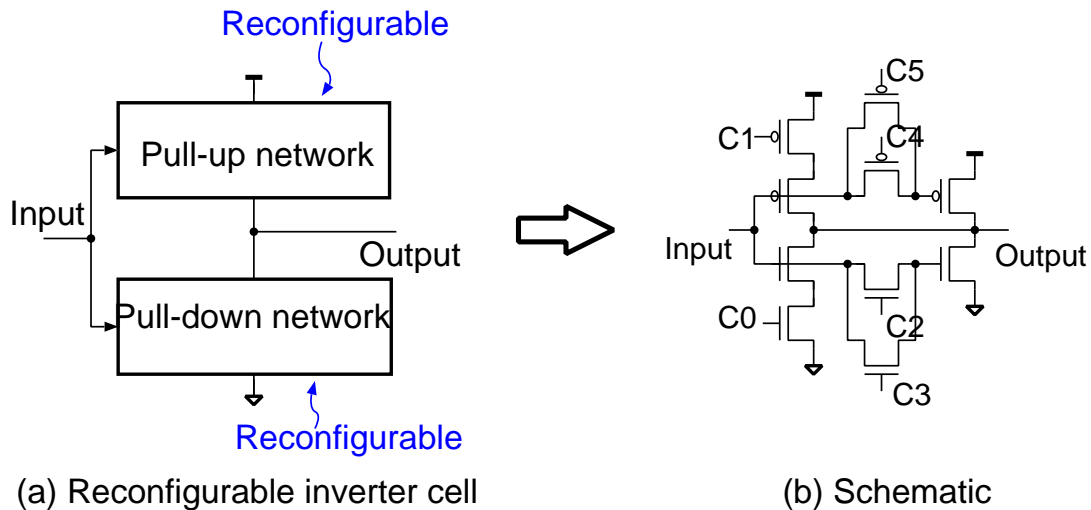 Reconfigurable
Pull-up network
Input
Output
Pull-down network
Reconfigurable
(a) Reconfigurable inverter cell
C5
C1
C4
Input
Output
C0
C2
C3
(b) Schematic